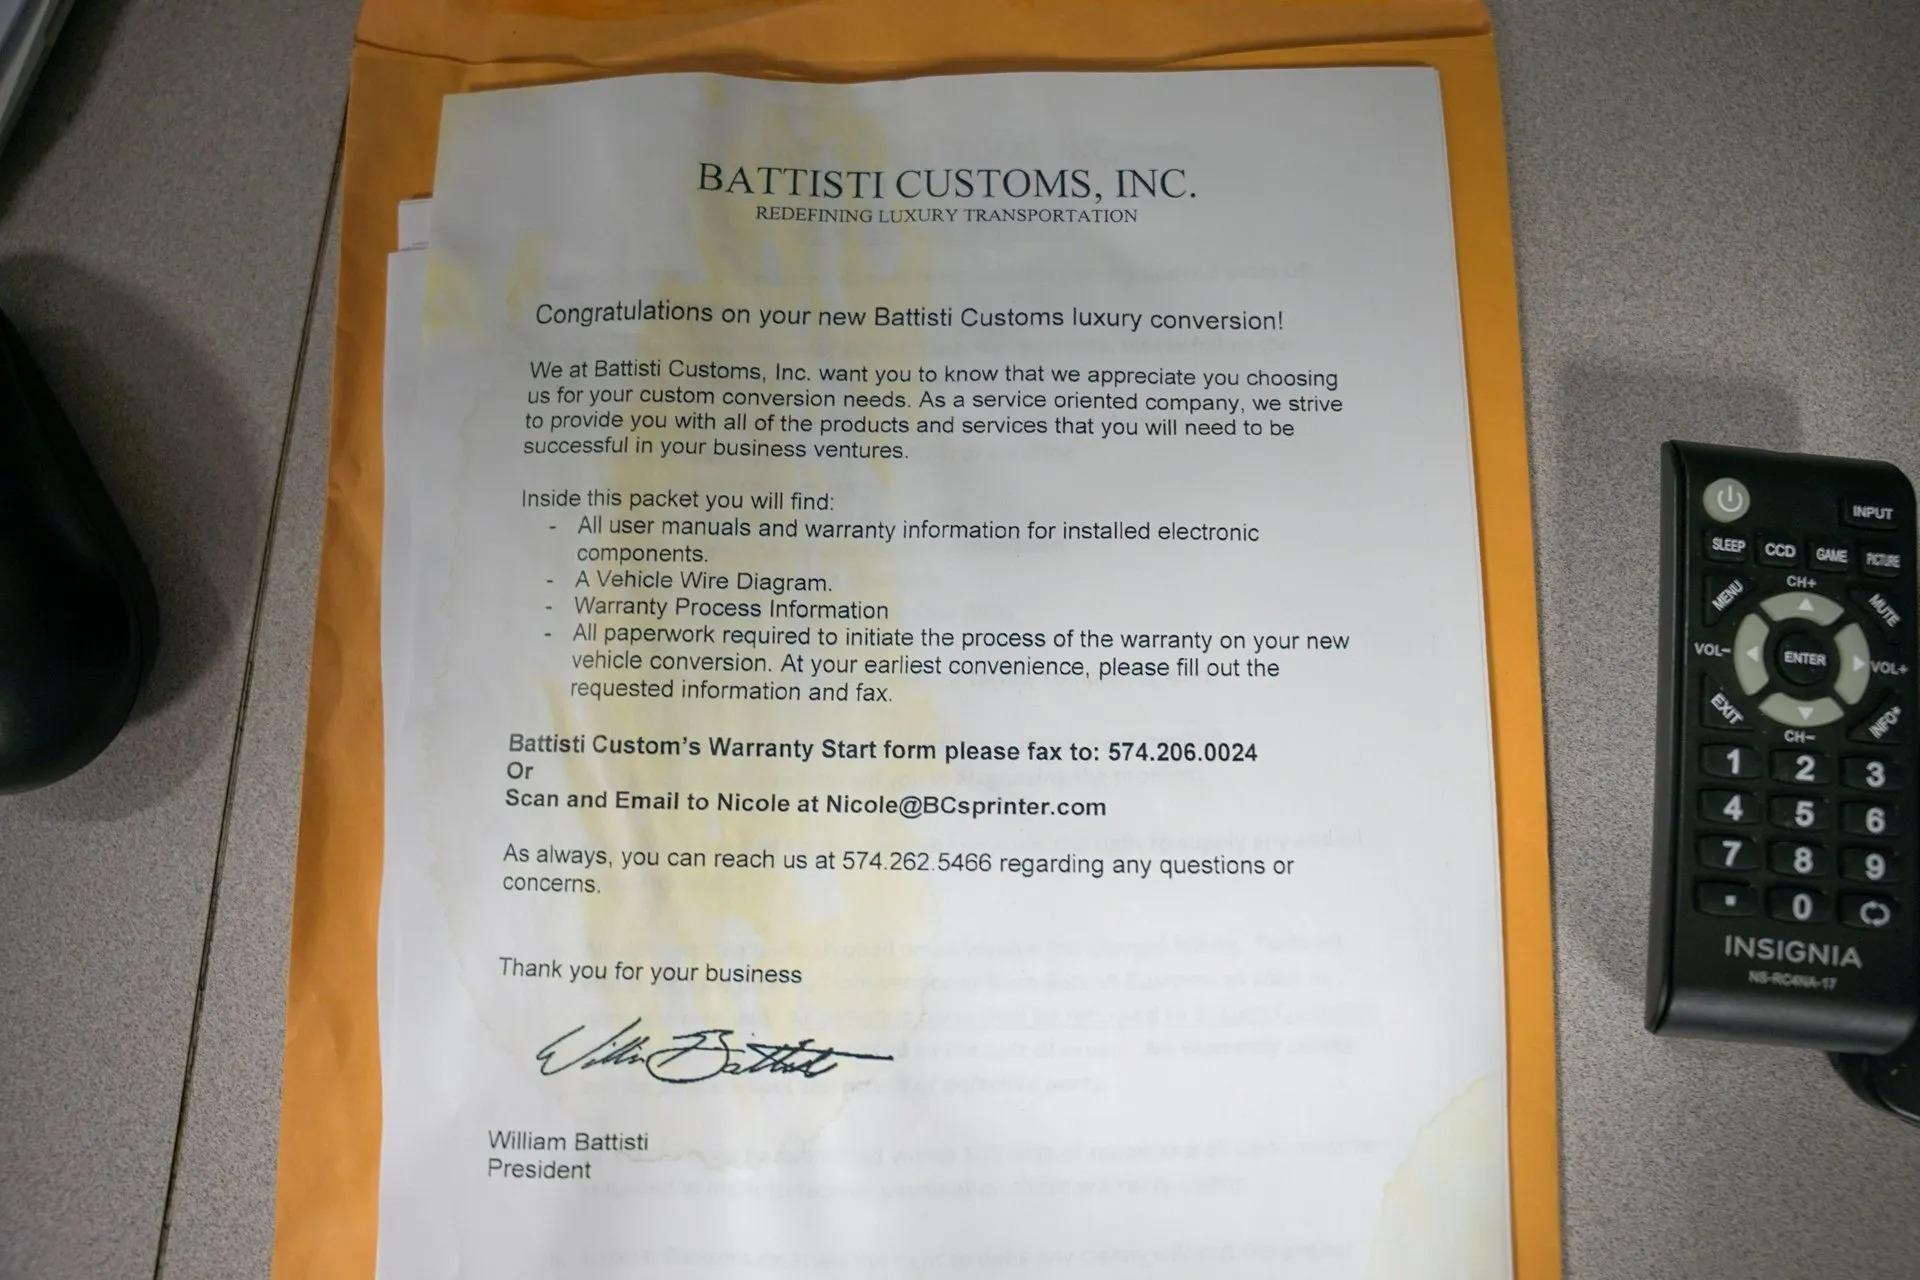 BATTISTI CUSTOMS, INC.
REDEFINING LUXURY TRANSPORTATION
Congratulations on your new Battisti Customs luxury conversion!
We at Battisti Customs, Inc. want you to know that we appreciate you choosing
us for your custom conversion needs. As a service oriented company, we strive
to provide you with all of the products and services that you will need to be
successful in your business ventures.
Inside this packet you will find:
- All user manuals and warranty information for installed electronic
components.
- A Vehicle Wire Diagram.
- Warranty Process Information
- All paperwork required to initiate the process of the warranty on your new
vehicle conversion. At your earliest convenience, please fill out the
requested information and fax.
Battisti Custom's Warranty Start form please fax to: 574.206.0024
Or
Scan and Email to Nicole at Nicole@BCsprinter.com
As always, you can reach us at 574.262.5466 regarding any questions or
concerns.
Thank you for your business
William Battisti
William Battisti
President
INPUT
SLEEP CCD GAME PICTURE
MENU CH+ MUTE
VOL- ENTER VOL+
EXIT CH- INFO+
1 2 3
4 5 6
7 8 9
. 0
INSIGNIA
NS-RC4NA-17